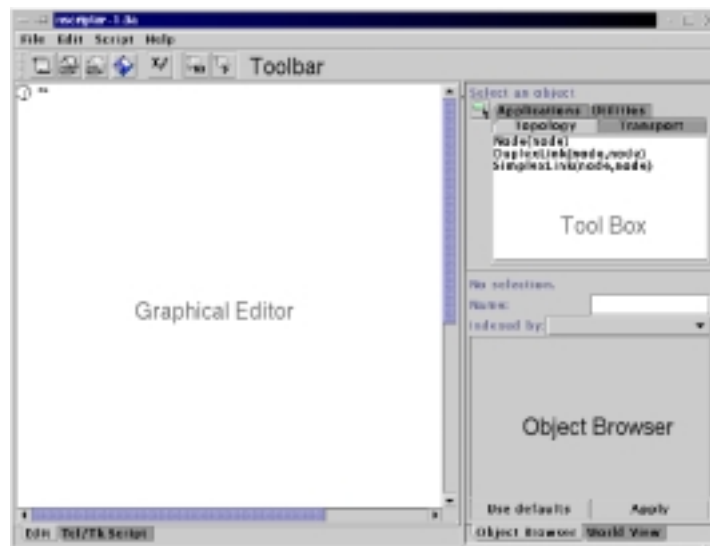 nscripter-1.0a
File Edit Script Help
Toolbar
Select an object
Applications Utilities
Topology Transport
Node(node)
DuplexLink(node,node)
SimplexLink(node,node)
Tool Box
Graphical Editor
No selection.
Name:
Indexed by:
Object Browser
Use defaults Apply
Edit Tcl/Tk Script
Object Browser World View